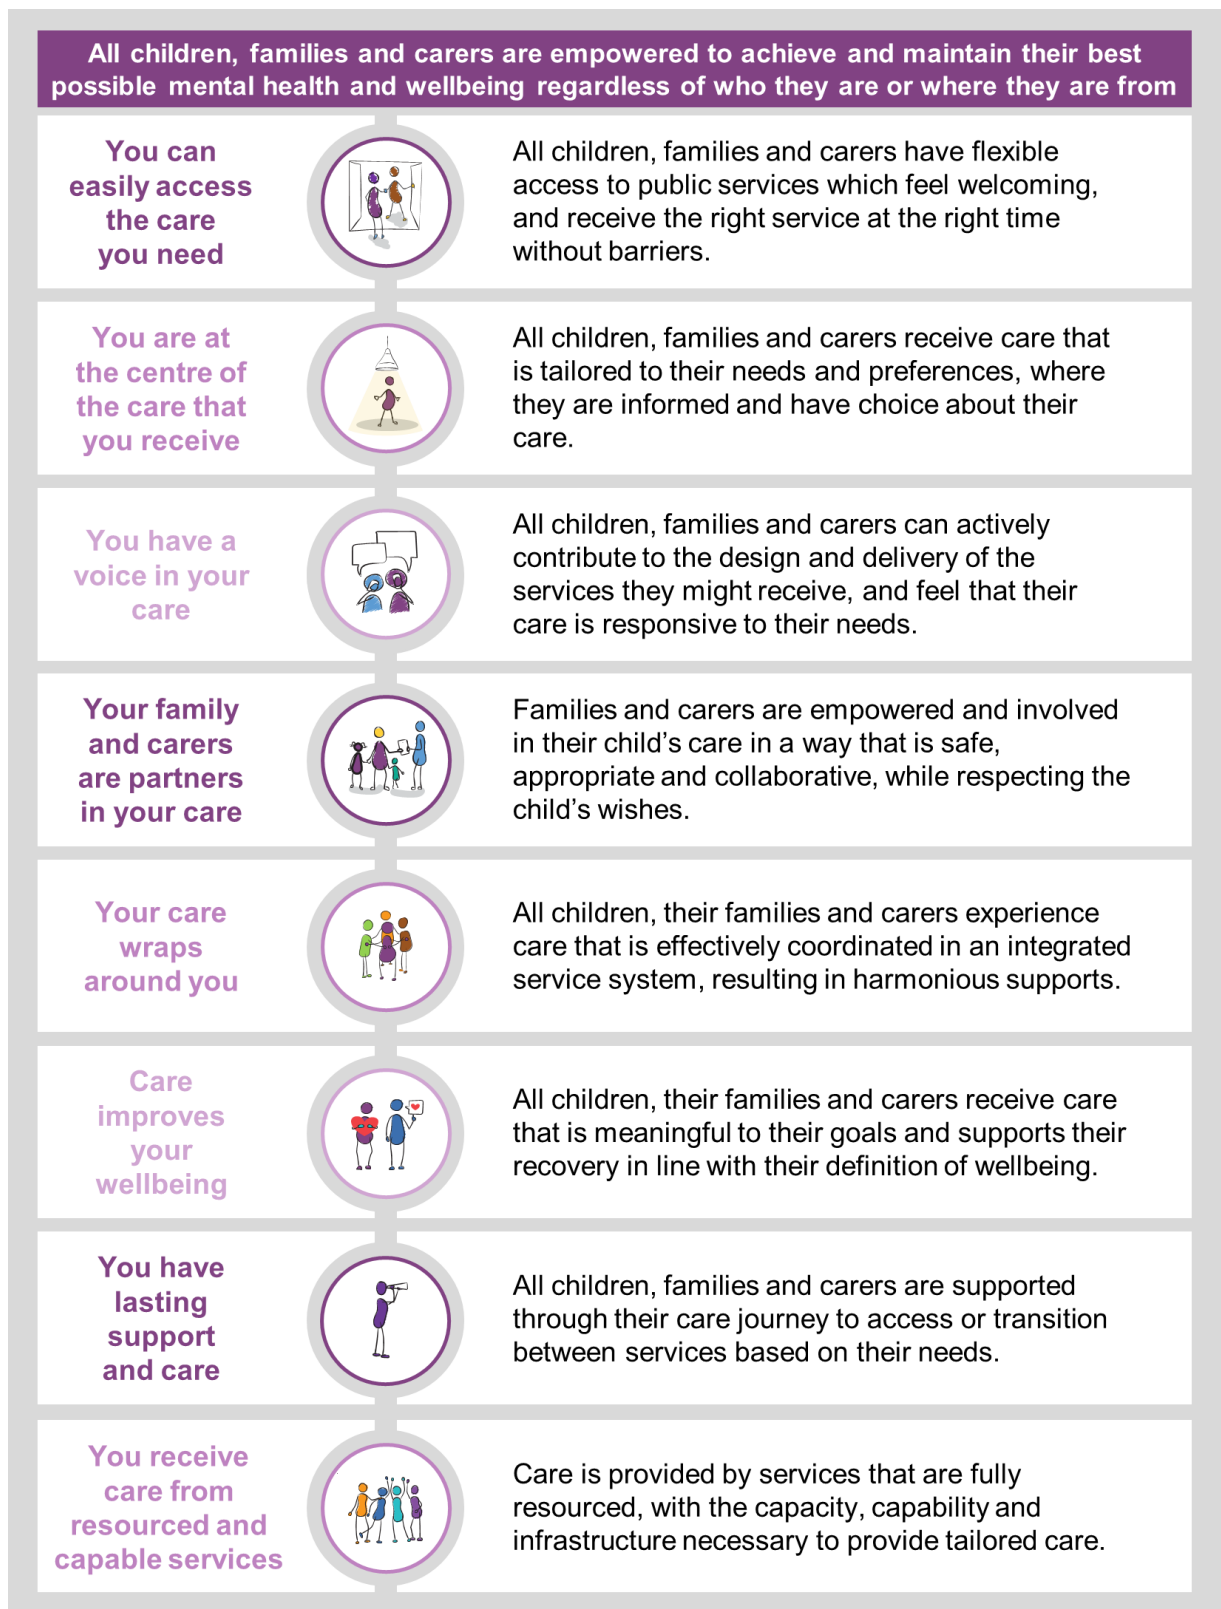 All children, families and carers are empowered to achieve and maintain their best
possible mental health and wellbeing regardless of who they are or where they are from
You can
easily access
the care
you need
All children, families and carers have flexible
access to public services which feel welcoming,
and receive the right service at the right time
without barriers.
You are at
the centre of
the care that
you receive
All children, families and carers receive care that
is tailored to their needs and preferences, where
they are informed and have choice about their
care.
You have a
voice in your
care
All children, families and carers can actively
contribute to the design and delivery of the
services they might receive, and feel that their
care is responsive to their needs.
Your family
and carers
are partners
in your care
Families and carers are empowered and involved
in their child’s care in a way that is safe,
appropriate and collaborative, while respecting the
child’s wishes.
Your care
wraps
around you
All children, their families and carers experience
care that is effectively coordinated in an integrated
service system, resulting in harmonious supports.
Care
improves
your
wellbeing
All children, their families and carers receive care
that is meaningful to their goals and supports their
recovery in line with their definition of wellbeing.
You have
lasting
support
and care
All children, families and carers are supported
through their care journey to access or transition
between services based on their needs.
You receive
care from
resourced and
capable services
Care is provided by services that are fully
resourced, with the capacity, capability and
infrastructure necessary to provide tailored care.